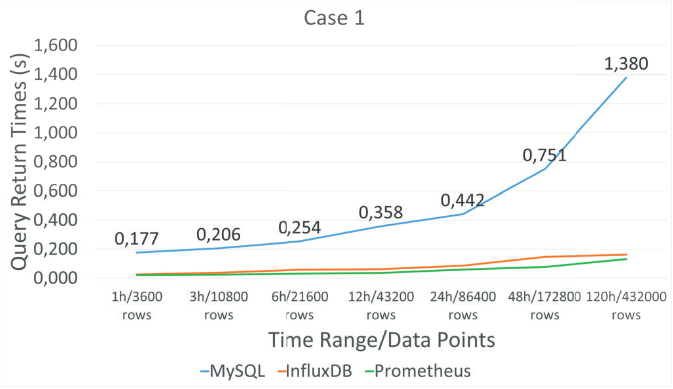 Case 1
Query Return Times (s)
1,600
1,400
1,200
1,000
0,800
0,600
0,400
0,200
0,000
0,177
0,206
0,254
0,358
0,442
0,751
1,380
1h/3600 rows
3h/10800 rows
6h/21600 rows
12h/43200 rows
24h/86400 rows
48h/172800 rows
120h/432000 rows
Time Range/Data Points
MySQL
InfluxDB
Prometheus